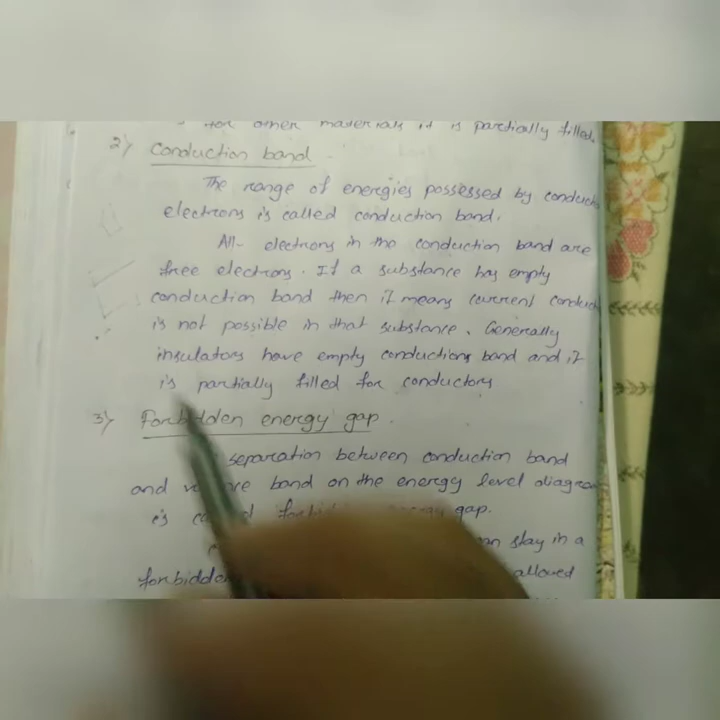 for other materials it is partially filled.
2) Conduction band
The range of energies possessed by conduct
electrons is called conduction band.
All- electrons in the conduction band are
free electrons. If a substance has empty
conduction band then it means current conduct
is not possible in that substance. Generally
insulators have empty conductions band and it
is partially filled for conductors
3) Forbidden energy gap.
separation between conduction band
and band on the energy level diagram
is gap.
stay in a
forbidden allowed